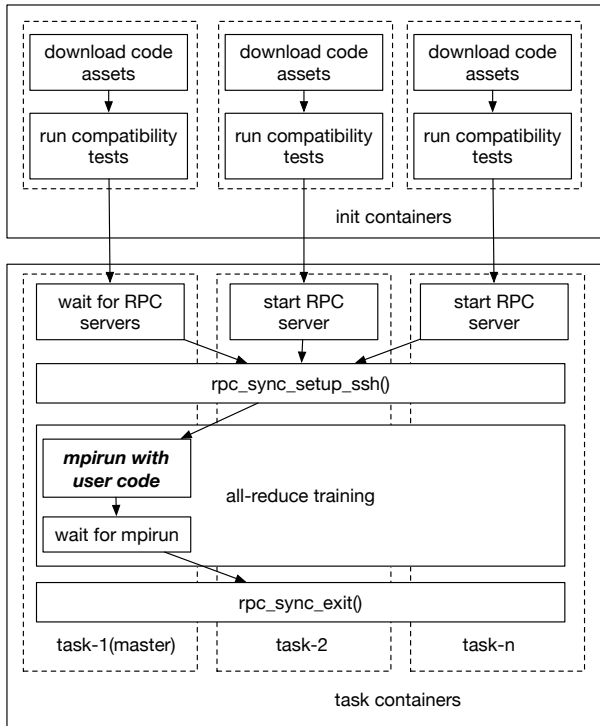 download code
assets
download code
assets
download code
assets
run compatibility
tests
run compatibility
tests
run compatibility
tests
init containers
wait for RPC
servers
start RPC
server
start RPC
server
rpc_sync_setup_ssh()
mpirun with
user code
all-reduce training
wait for mpirun
rpc_sync_exit()
task-1(master)
task-2
task-n
task containers